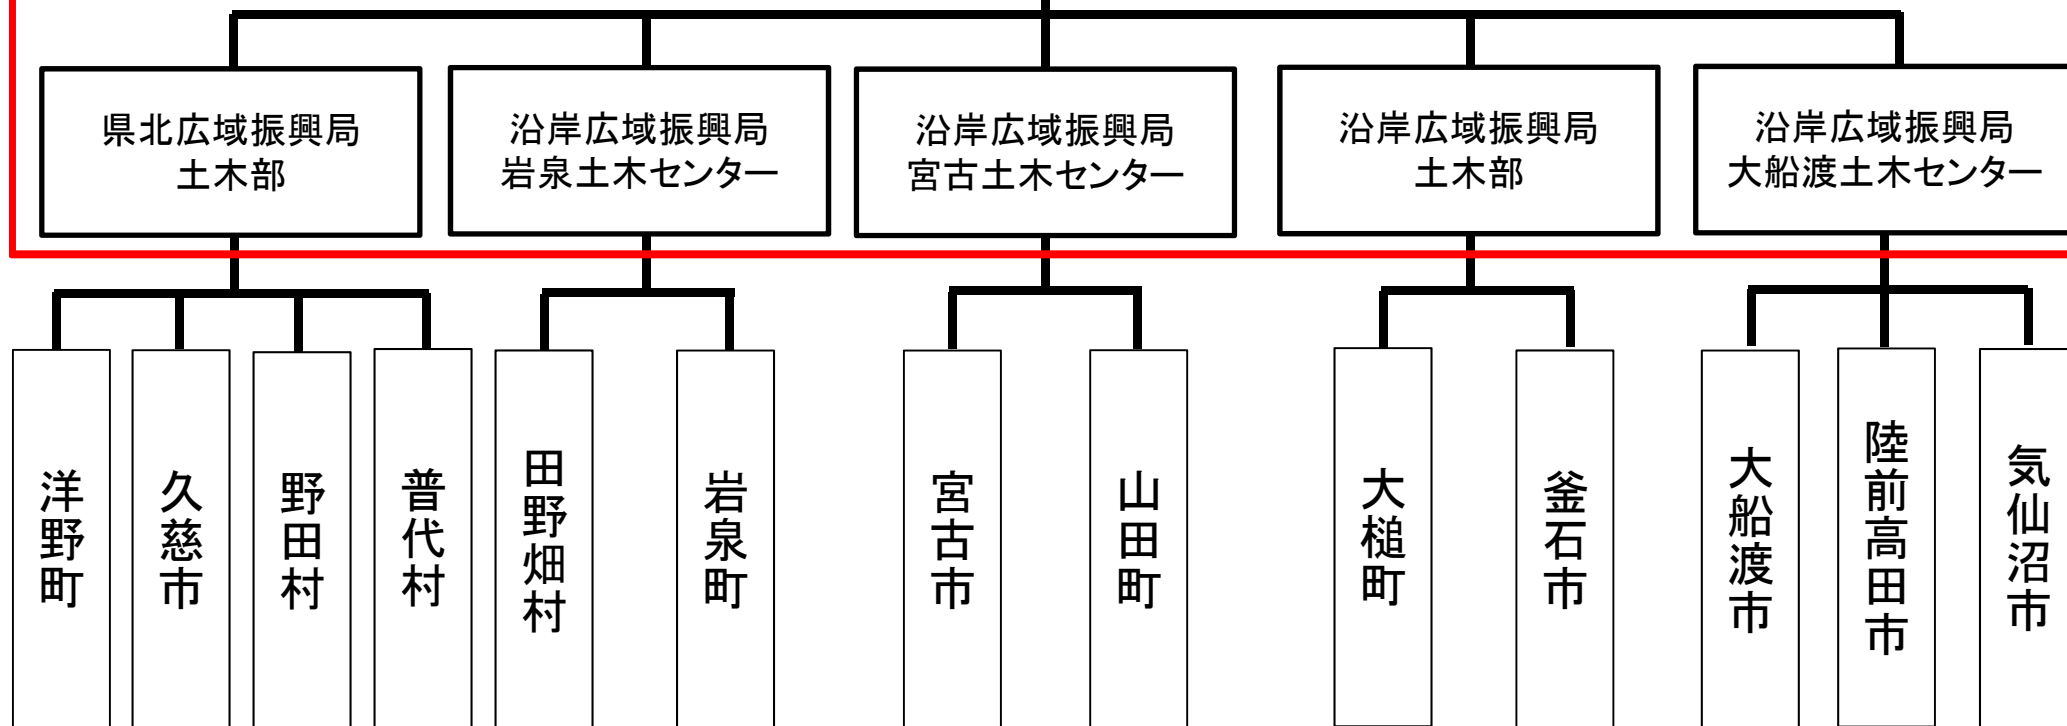 県北広域振興局
土木部
沿岸広域振興局
岩泉土木センター
沿岸広域振興局
宮古土木センター
沿岸広域振興局
土木部
沿岸広域振興局
大船渡土木センター
洋野町
久慈市
野田村
普代村
田野畑村
岩泉町
宮古市
山田町
大槌町
釜石市
大船渡市
陸前高田市
気仙沼市